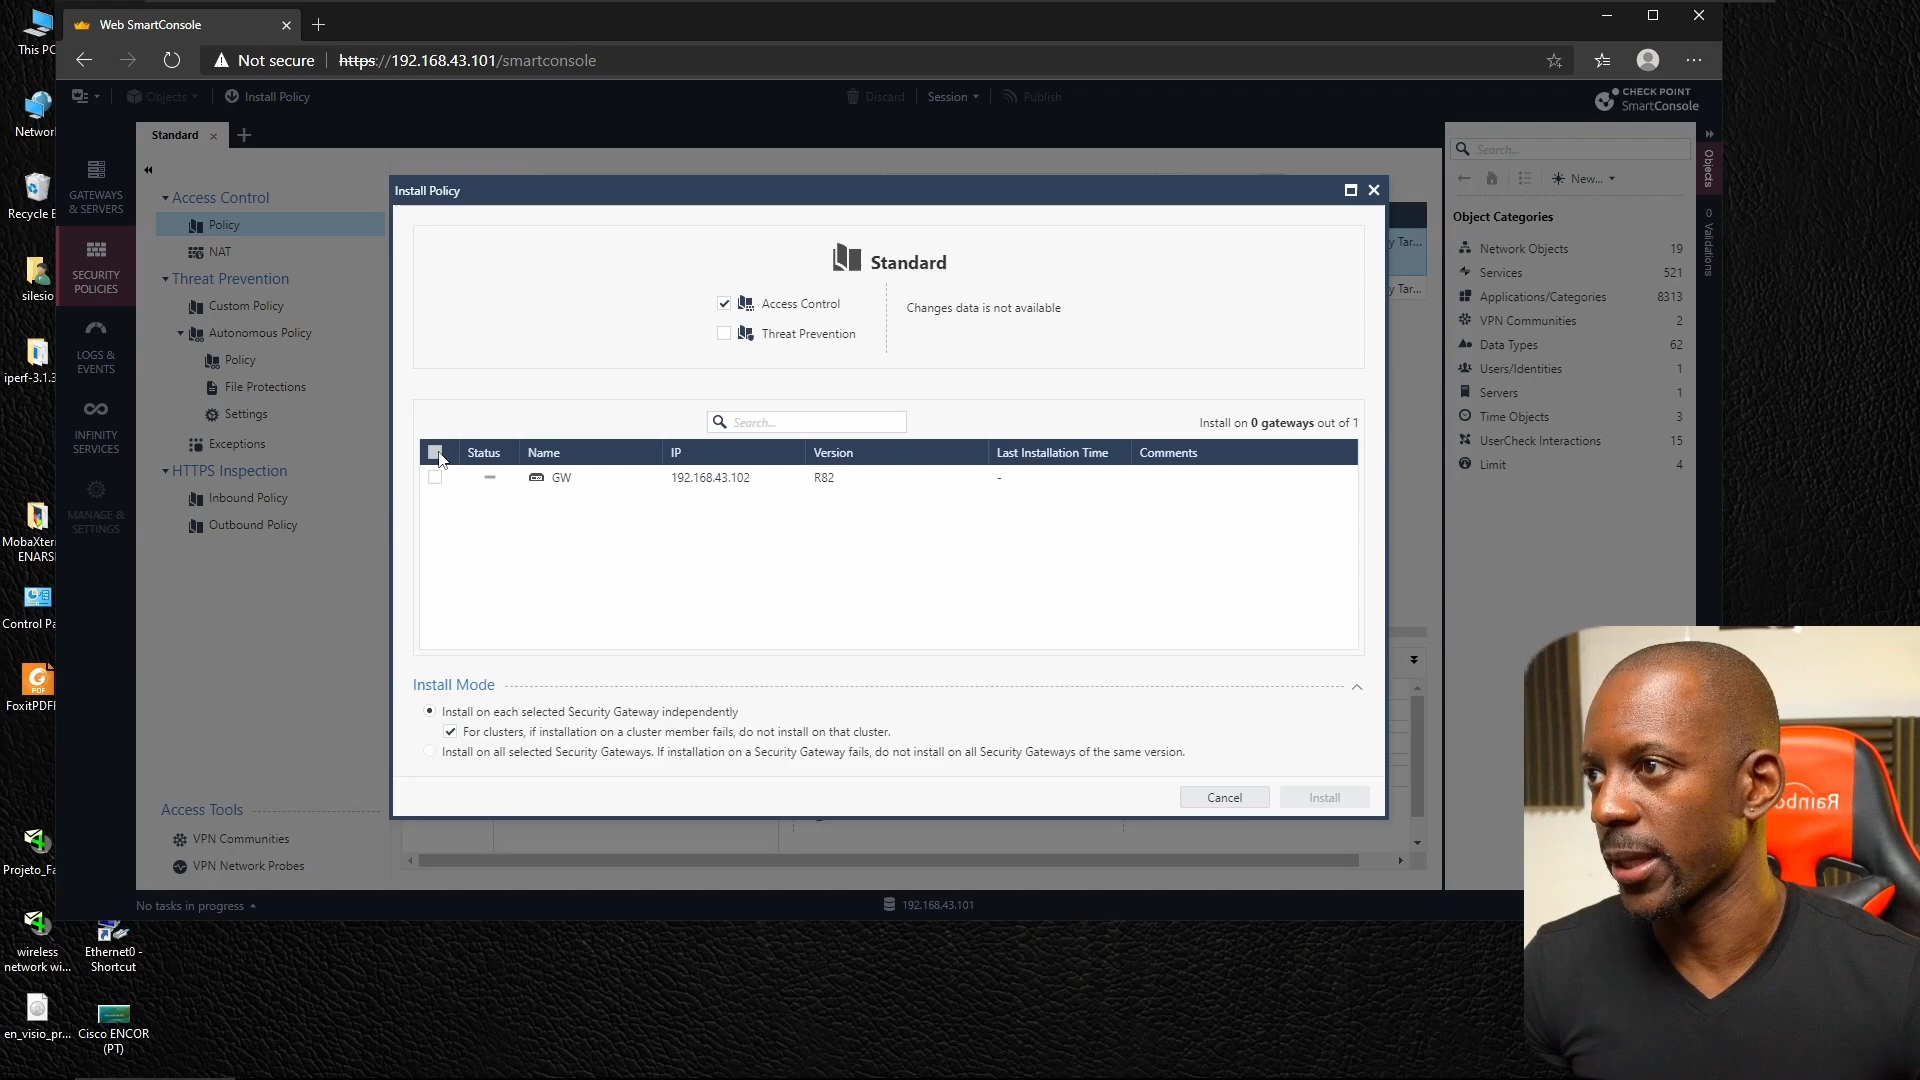 This PC
Web SmartConsole
Not secure
https://192.168.43.101/smartconsole
Network
Objects
Install Policy
Discard
Session
Publish
CHECK POINT
SmartConsole
Standard
Search...
New...
Objects
0 Validations
GATEWAYS
& SERVERS
SECURITY
POLICIES
LOGS &
EVENTS
INFINITY
SERVICES
MANAGE &
SETTINGS
Recycle B
silesio
iperf-3.1.3
MobaXter
ENARS
Control Pa
FoxitPDF
Projeto_Fa
wireless
network wi...
Ethernet0 -
Shortcut
en_visio_pr...
Cisco ENCOR
(PT)
Access Control
Policy
NAT
Threat Prevention
Custom Policy
Autonomous Policy
Policy
File Protections
Settings
Exceptions
HTTPS Inspection
Inbound Policy
Outbound Policy
Access Tools
VPN Communities
VPN Network Probes
Install Policy
Standard
Access Control
Threat Prevention
Changes data is not available
Search...
Install on 0 gateways out of 1
Status Name IP Version Last Installation Time Comments
GW 192.168.43.102 R82 -
Install Mode
Install on each selected Security Gateway independently
For clusters, if installation on a cluster member fails, do not install on that cluster.
Install on all selected Security Gateways. If installation on a Security Gateway fails, do not install on all Security Gateways of the same version.
Cancel
Install
y Tar...
y Tar...
Object Categories
Network Objects 19
Services 521
Applications/Categories 8313
VPN Communities 2
Data Types 62
Users/Identities 1
Servers 1
Time Objects 3
UserCheck Interactions 15
Limit 4
No tasks in progress
192.168.43.101